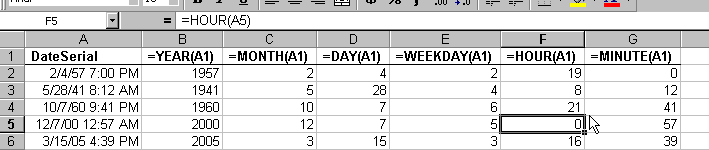 F5 =HOUR(A5)
A B C D E F G
1 DateSerial =YEAR(A1) =MONTH(A1) =DAY(A1) =WEEKDAY(A1) =HOUR(A1) =MINUTE(A1)
2 2/4/57 7:00 PM 1957 2 4 2 19 0
3 5/28/41 8:12 AM 1941 5 28 4 8 12
4 10/7/60 9:41 PM 1960 10 7 6 21 41
5 12/7/00 12:57 AM 2000 12 7 5 0 57
6 3/15/05 4:39 PM 2005 3 15 3 16 39